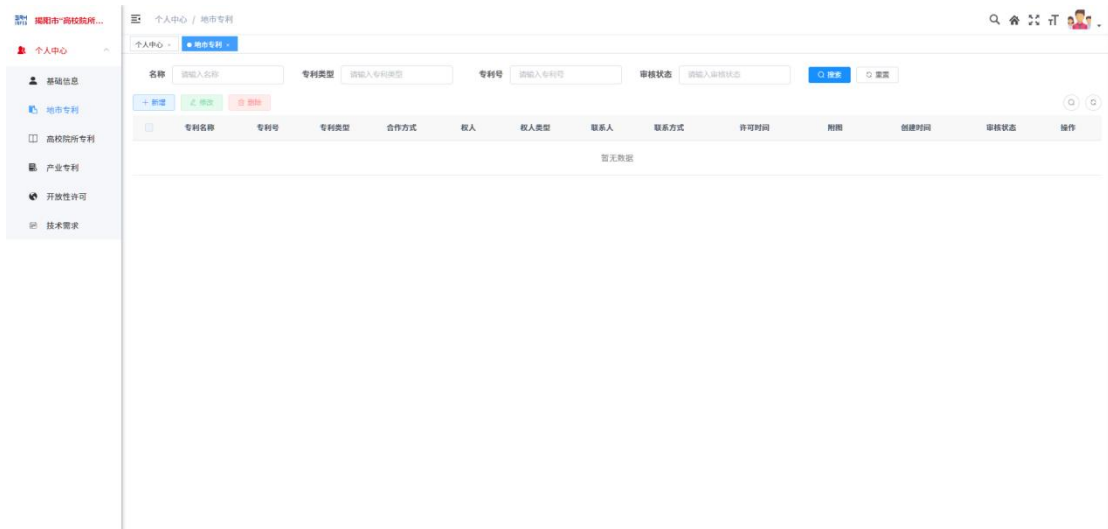 揭阳市“高校院所...
个人中心 / 地市专利
个人中心
个人中心 ×
地市专利 ×
基础信息
地市专利
高校院所专利
产业专利
开放性许可
技术需求
名称 请输入名称 专利类型 请输入专利类型 专利号 请输入专利号 审核状态 请输入审核状态 搜索 重置
+ 新增 修改 删除
专利名称 专利号 专利类型 合作方式 权人 权人类型 联系人 联系方式 许可时间 附图 创建时间 审核状态 操作
暂无数据